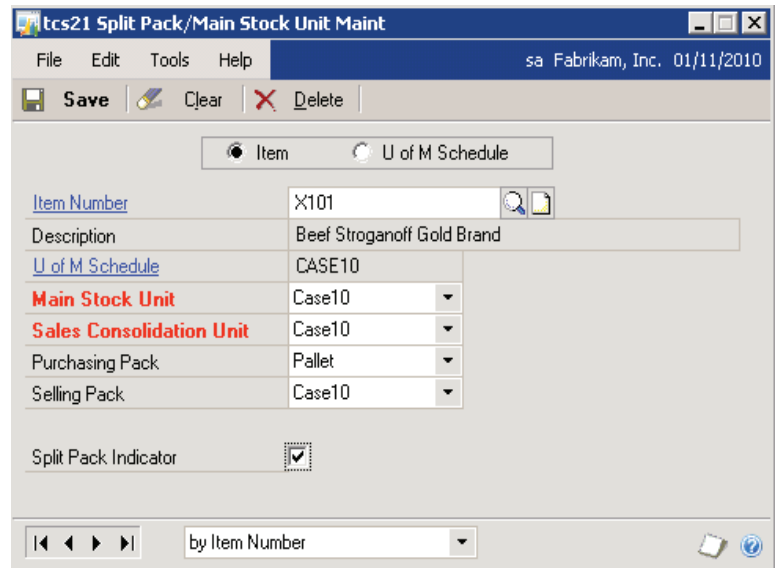 tcs21 Split Pack/Main Stock Unit Maint
File Edit Tools Help sa Fabrikam, Inc. 01/11/2010
Save Clear Delete
Item U of M Schedule
Item Number X101
Description Beef Stroganoff Gold Brand
U of M Schedule CASE10
Main Stock Unit Case10
Sales Consolidation Unit Case10
Purchasing Pack Pallet
Selling Pack Case10
Split Pack Indicator
by Item Number